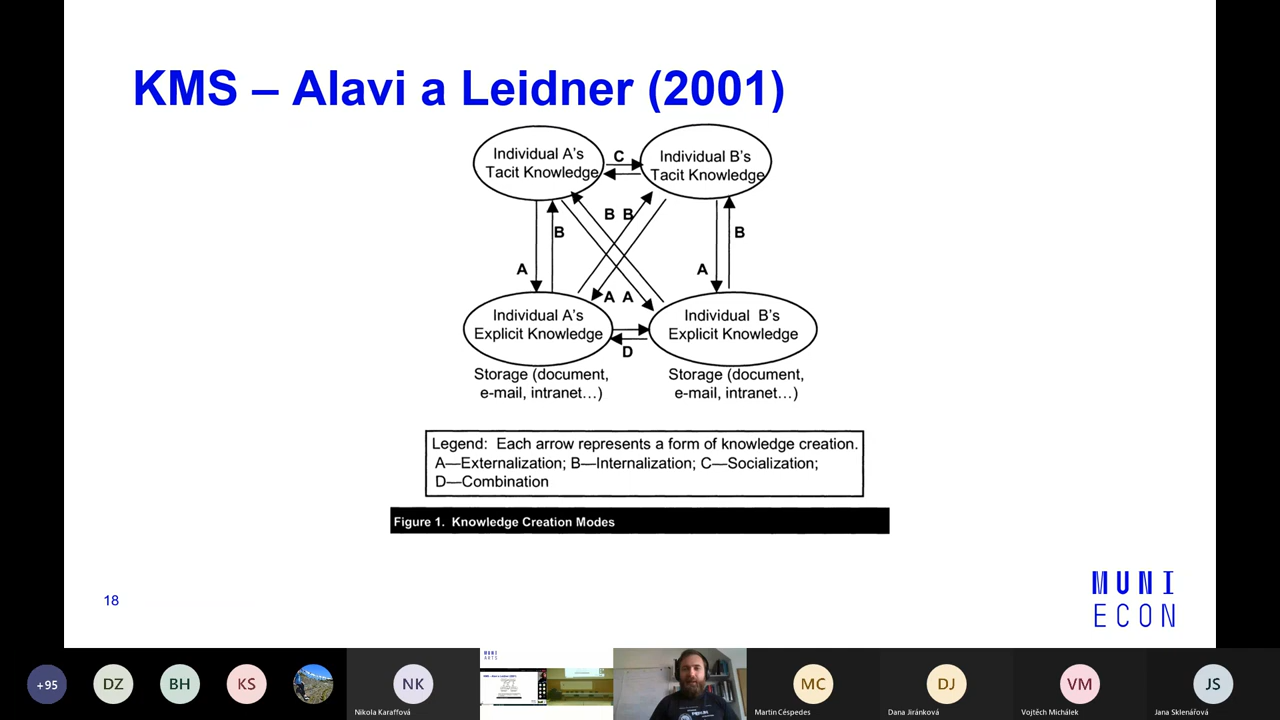 KMS – Alavi a Leidner (2001)
Individual A's
Tacit Knowledge
C
Individual B's
Tacit Knowledge
B B
B
B
A
A
A A
Individual A's
Explicit Knowledge
Individual B's
Explicit Knowledge
D
Storage (document,
e-mail, intranet…)
Storage (document,
e-mail, intranet…)
Legend: Each arrow represents a form of knowledge creation.
A—Externalization; B—Internalization; C—Socialization;
D—Combination
Figure 1. Knowledge Creation Modes
18
MUNI
ECON
+95
DZ
BH
KS
NK
Nikola Karaffová
MUNI
ARTS
MC
Martin Céspedes
DJ
Dana Jiránková
VM
Vojtěch Michálek
JS
Jana Sklenářová